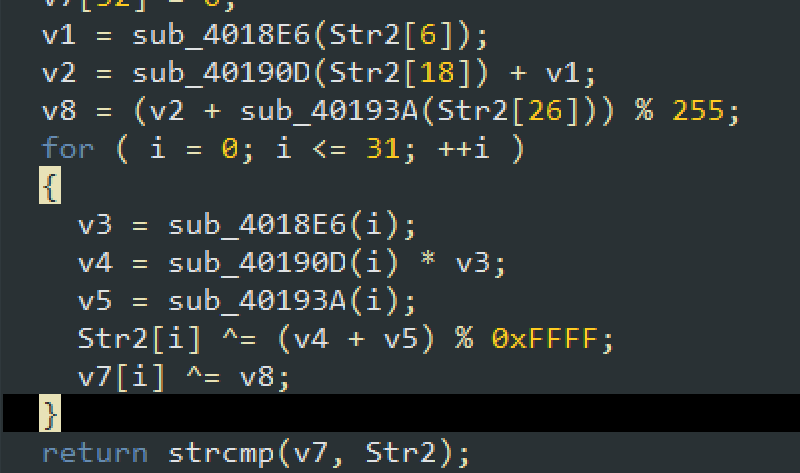 v7[32] = 0;
v1 = sub_4018E6(Str2[6]);
v2 = sub_40190D(Str2[18]) + v1;
v8 = (v2 + sub_40193A(Str2[26])) % 255;
for ( i = 0; i <= 31; ++i )
{
v3 = sub_4018E6(i);
v4 = sub_40190D(i) * v3;
v5 = sub_40193A(i);
Str2[i] ^= (v4 + v5) % 0xFFFF;
v7[i] ^= v8;
}
return strcmp(v7, Str2);